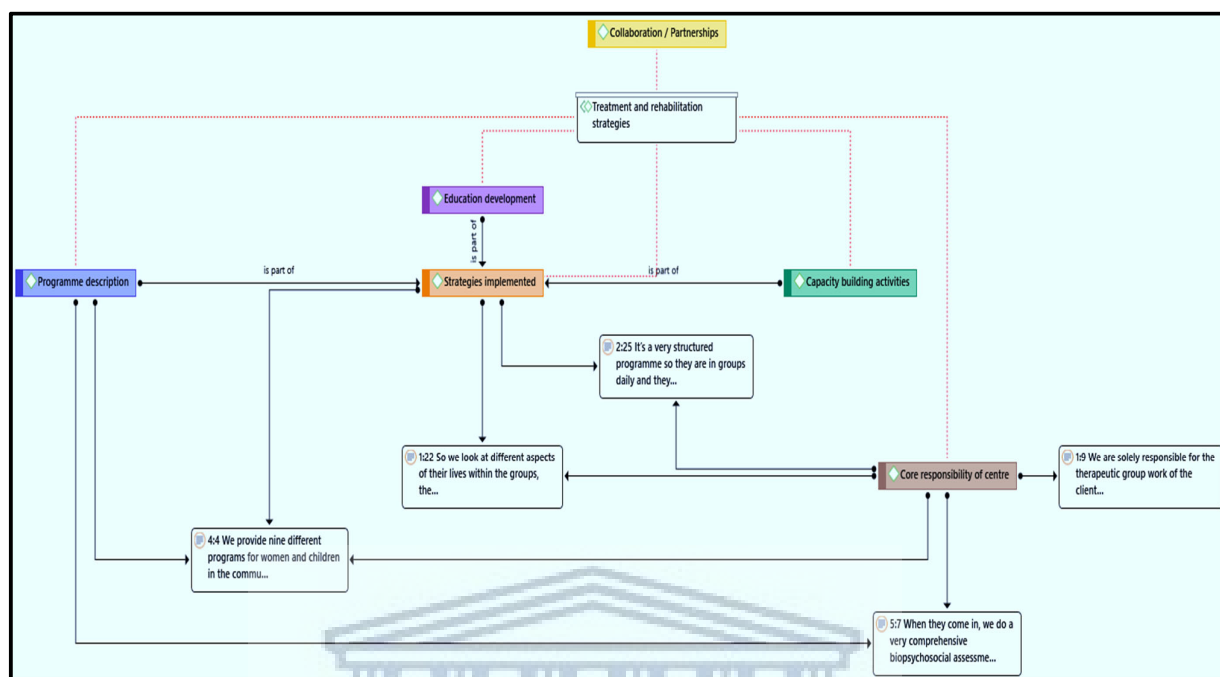 Collaboration / Partnerships
Treatment and rehabilitation
strategies
Education development
is part of
Programme description
is part of
Strategies implemented
is part of
Capacity building activities
2:25 It's a very structured
programme so they are in groups
daily and they...
1:22 So we look at different aspects
of their lives within the groups,
the...
Core responsibility of centre
1:9 We are solely responsible for the
therapeutic group work of the
client...
4:4 We provide nine different
programs for women and children
in the commu...
5:7 When they come in, we do a
very comprehensive
biopsychosocial assessme...